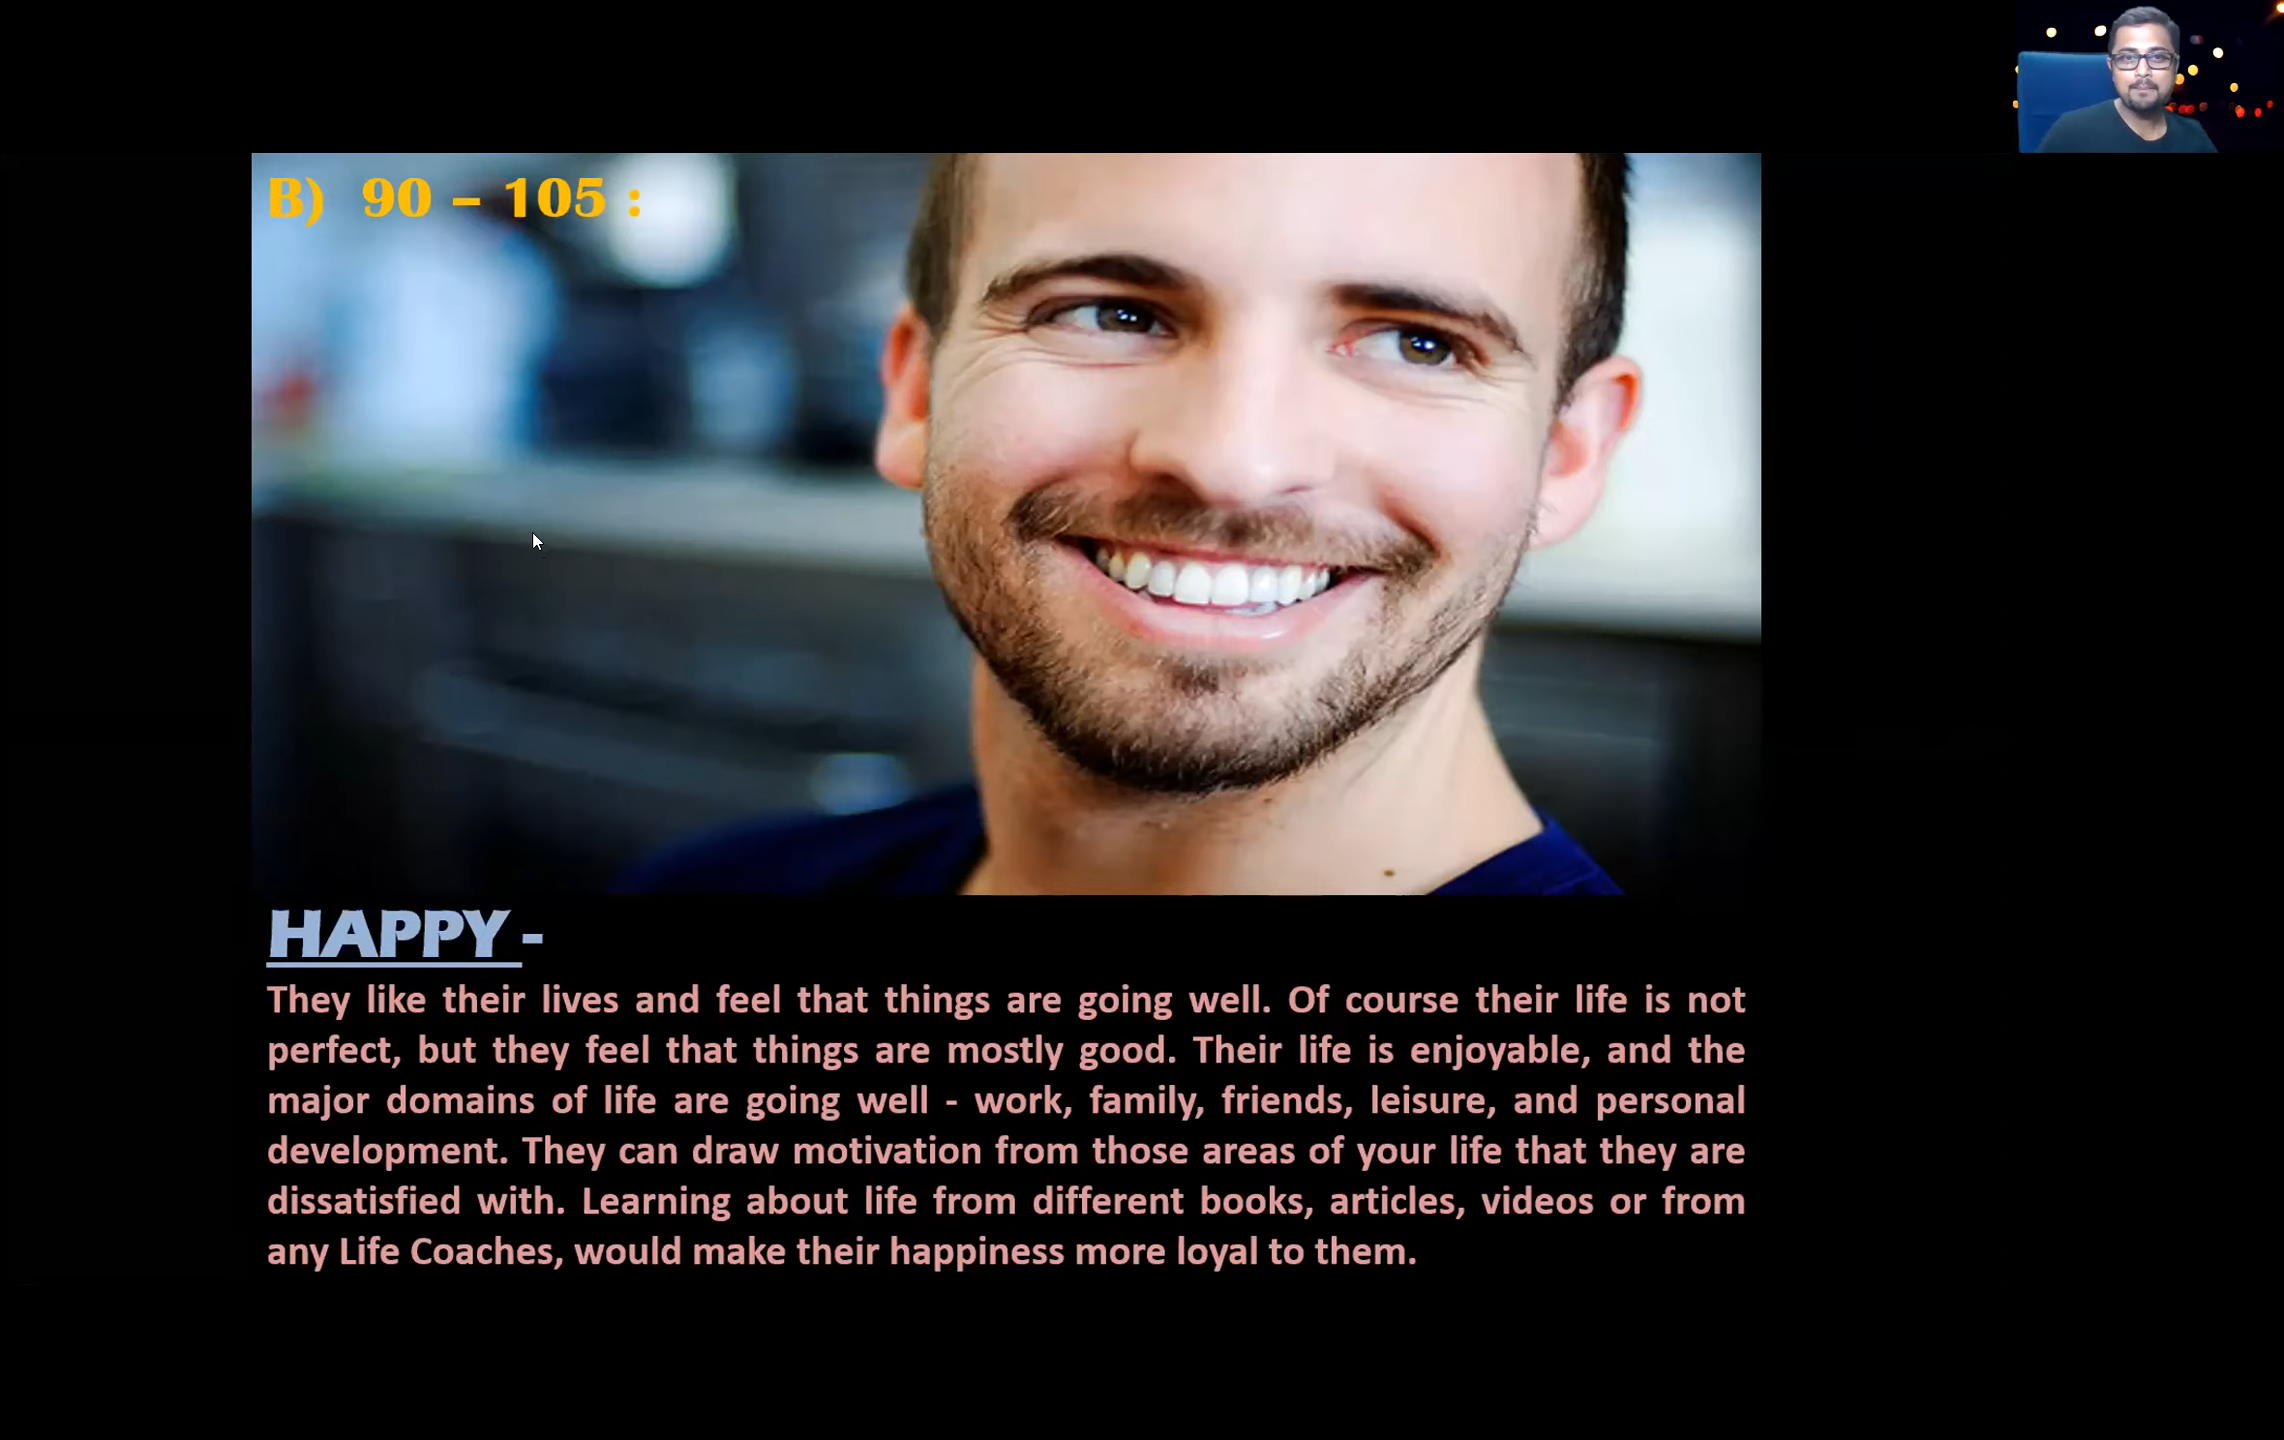 B) 90 – 105 :
HAPPY -
They like their lives and feel that things are going well. Of course their life is not
perfect, but they feel that things are mostly good. Their life is enjoyable, and the
major domains of life are going well - work, family, friends, leisure, and personal
development. They can draw motivation from those areas of your life that they are
dissatisfied with. Learning about life from different books, articles, videos or from
any Life Coaches, would make their happiness more loyal to them.